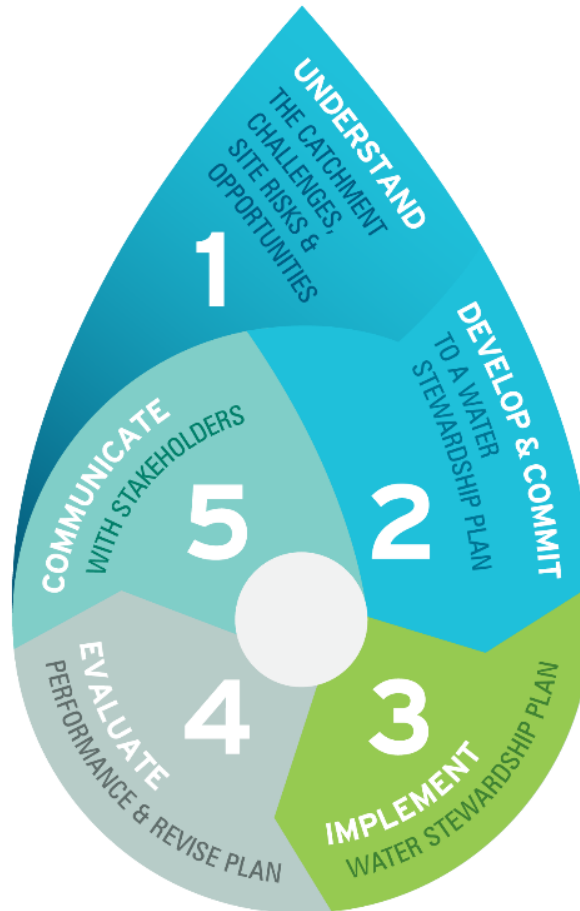 1
UNDERSTAND
THE CATCHMENT
CHALLENGES,
SITE RISKS &
OPPORTUNITIES
2
DEVELOP & COMMIT
TO A WATER
STEWARDSHIP PLAN
3
IMPLEMENT
WATER STEWARDSHIP PLAN
4
EVALUATE
PERFORMANCE & REVISE PLAN
5
COMMUNICATE
WITH STAKEHOLDERS